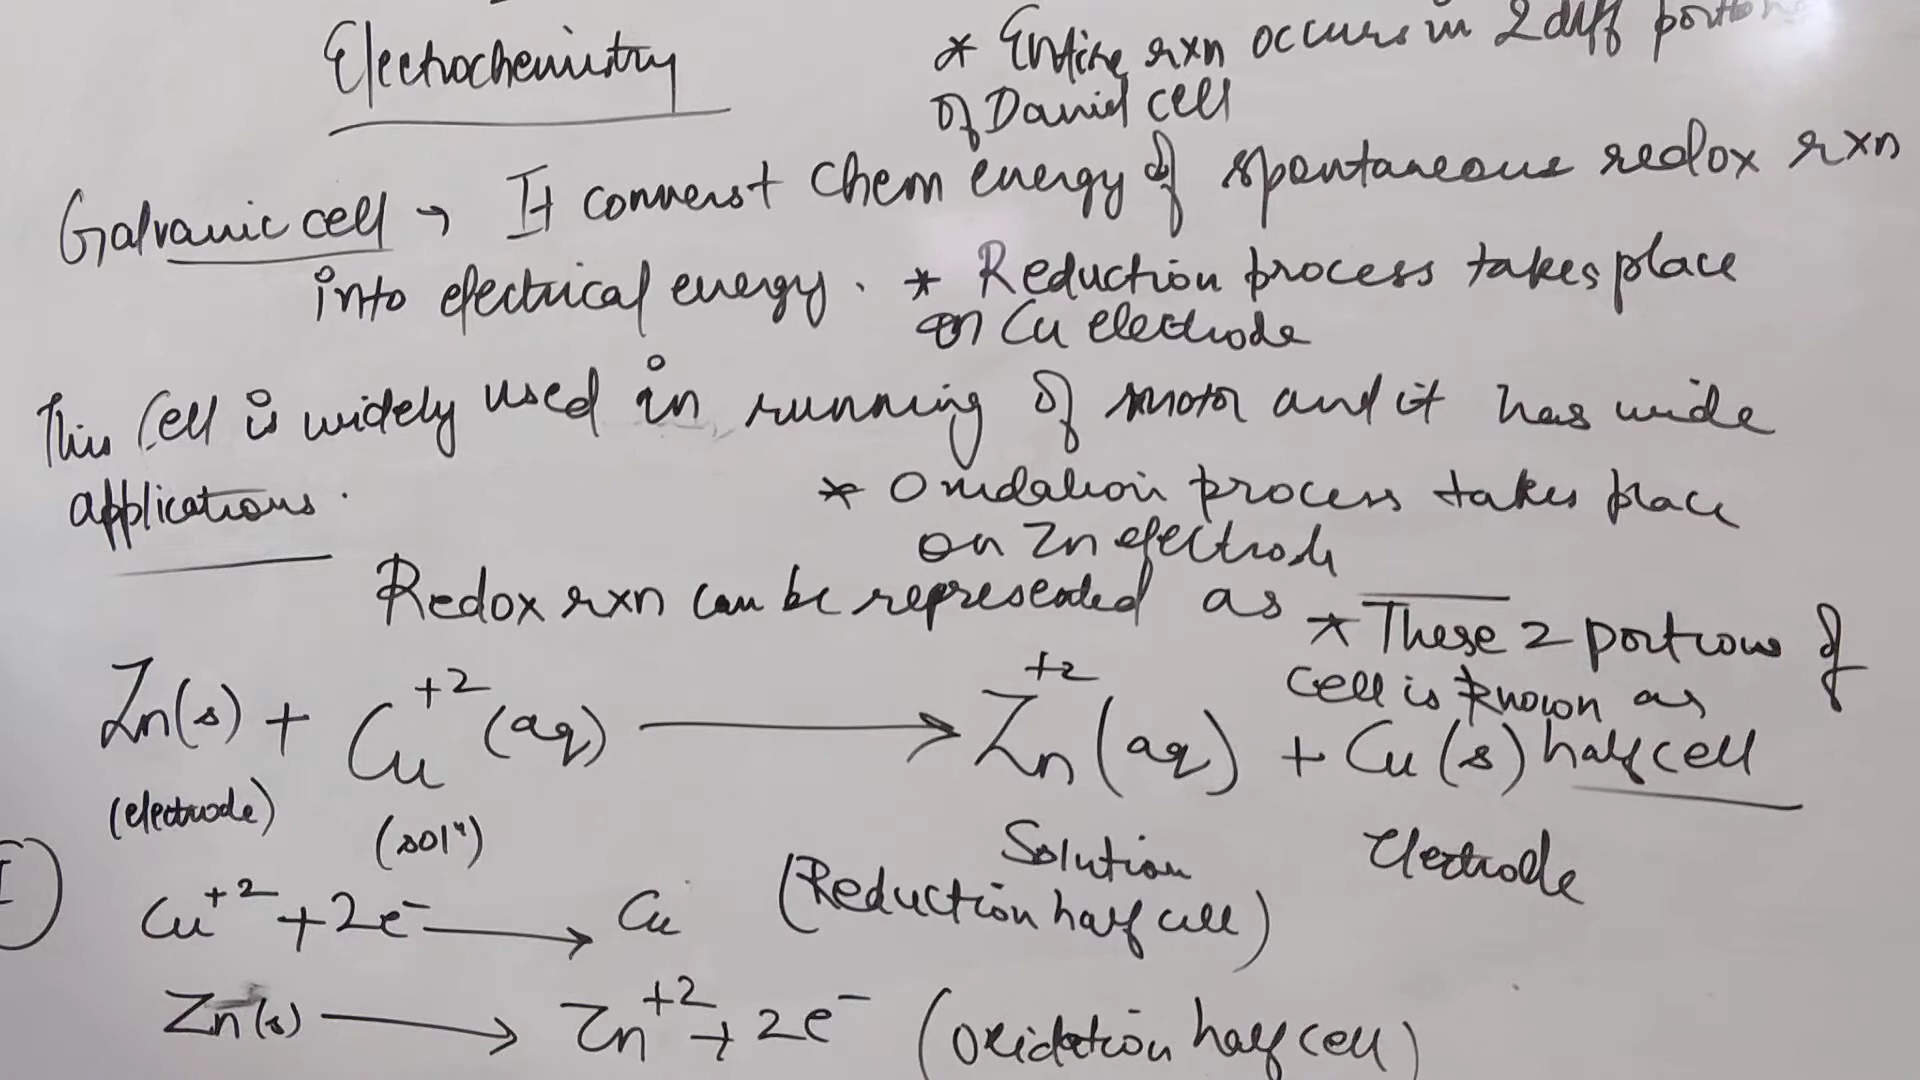 Electrochemistry
* Entire rxn occurs in 2 diff portion
of Daniel cell
Galvanic cell → It converst chem energy of spontaneous redox rxn
into electrical energy.
* Reduction process takes place
on Cu electrode
This cell is widely used in running of motor and it has wide
applications.
* Oxidation process takes place
on Zn electrode
Redox rxn can be represented as
* These 2 portions of
cell is known as
half cell
Zn(s) + Cu⁺²(aq) → Zn⁺²(aq) + Cu(s)
(electrode) (solⁿ) Solution Electrode
I
Cu⁺² + 2e⁻ → Cu (Reduction half cell)
Zn(s) → Zn⁺² + 2e⁻ (Oxidation half cell)